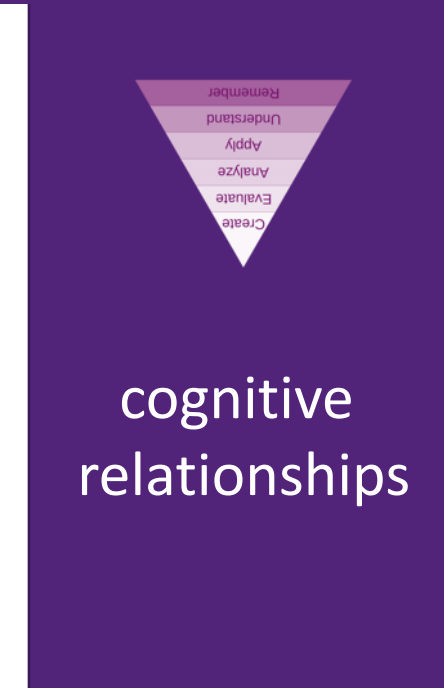 Remember
Understand
Apply
Analyze
Evaluate
Create
cognitive
relationships